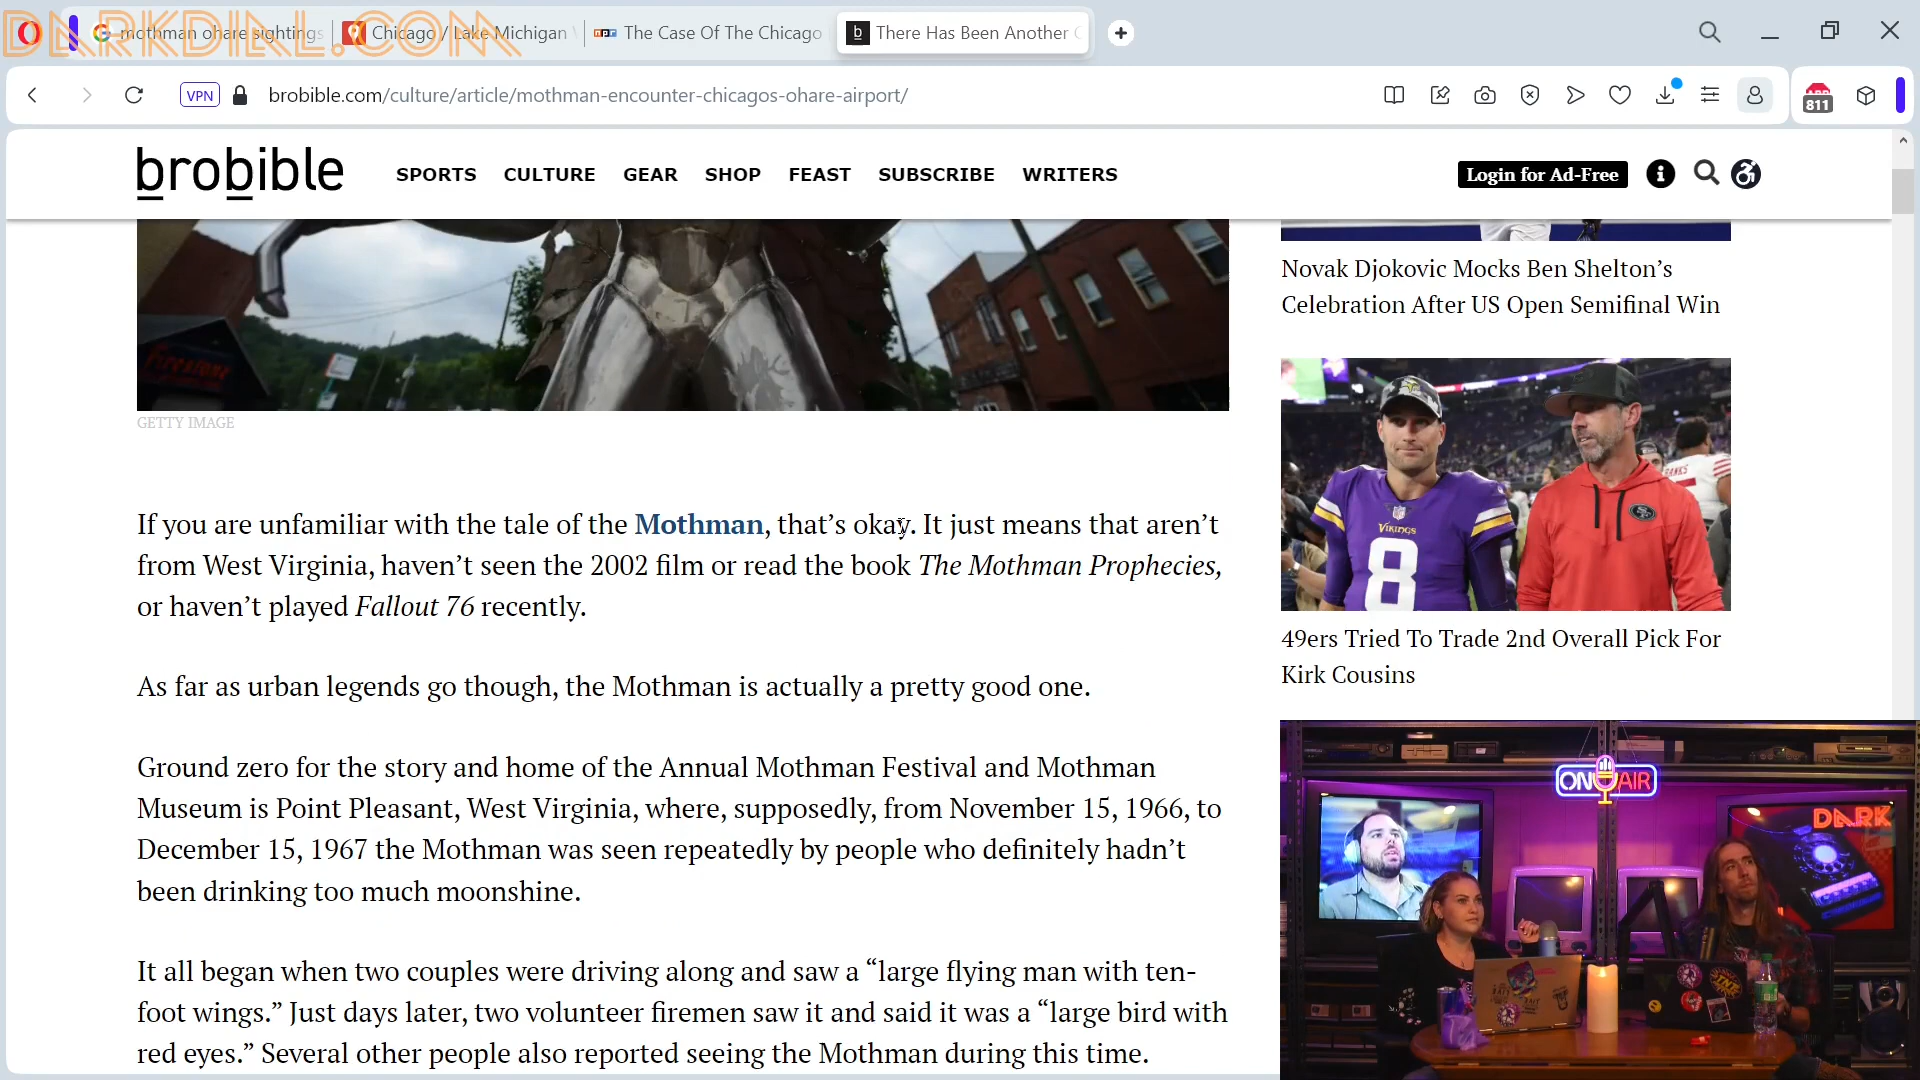 DARKDIAL.COM
mothman ohare sightings
Chicago / Lake Michigan
npr
The Case Of The Chicago
b
There Has Been Another
VPN
brobible.com/culture/article/mothman-encounter-chicagos-ohare-airport/
811
brobible
SPORTS
CULTURE
GEAR
SHOP
FEAST
SUBSCRIBE
WRITERS
Login for Ad-Free
Firestone
GETTY IMAGE
If you are unfamiliar with the tale of the Mothman, that’s okay. It just means that aren’t
from West Virginia, haven’t seen the 2002 film or read the book The Mothman Prophecies,
or haven’t played Fallout 76 recently.
As far as urban legends go though, the Mothman is actually a pretty good one.
Ground zero for the story and home of the Annual Mothman Festival and Mothman
Museum is Point Pleasant, West Virginia, where, supposedly, from November 15, 1966, to
December 15, 1967 the Mothman was seen repeatedly by people who definitely hadn’t
been drinking too much moonshine.
It all began when two couples were driving along and saw a “large flying man with ten-
foot wings.” Just days later, two volunteer firemen saw it and said it was a “large bird with
red eyes.” Several other people also reported seeing the Mothman during this time.
Novak Djokovic Mocks Ben Shelton’s
Celebration After US Open Semifinal Win
VIKINGS
8
49ers Tried To Trade 2nd Overall Pick For
Kirk Cousins
ON AIR
DARK